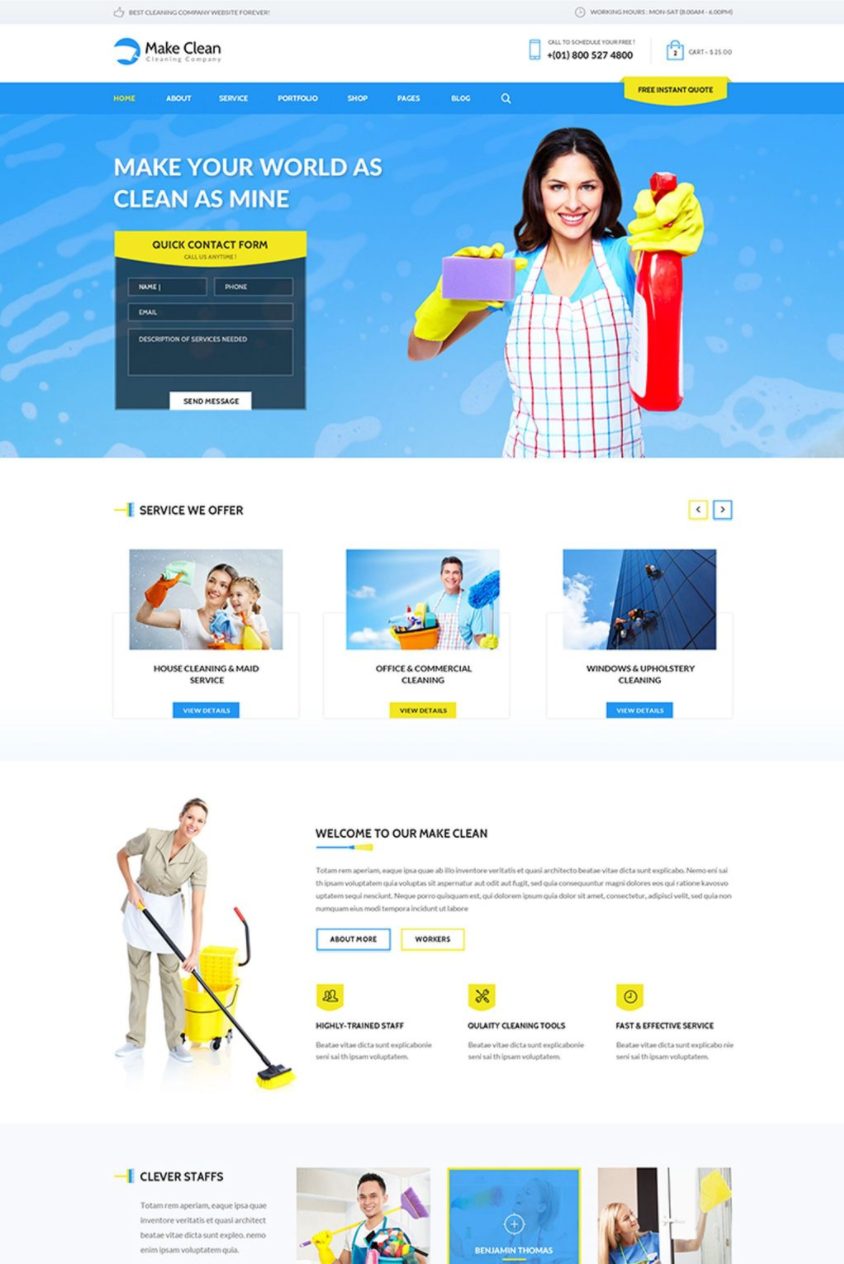 BEST CLEANING COMPANY WEBSITE FOREVER!
WORKING HOURS : MON-SAT (8.00AM - 6.00PM)
Make Clean
Cleaning Company
CALL TO SCHEDULE YOUR FREE !
+(01) 800 527 4800
2
CART - $ 25.00
HOME ABOUT SERVICE PORTFOLIO SHOP PAGES BLOG
FREE INSTANT QUOTE
MAKE YOUR WORLD AS
CLEAN AS MINE
QUICK CONTACT FORM
CALL US ANYTIME !
NAME | PHONE
EMAIL
DESCRIPTION OF SERVICES NEEDED
SEND MESSAGE
SERVICE WE OFFER
HOUSE CLEANING & MAID
SERVICE
VIEW DETAILS
OFFICE & COMMERCIAL
CLEANING
VIEW DETAILS
WINDOWS & UPHOLSTERY
CLEANING
VIEW DETAILS
WELCOME TO OUR MAKE CLEAN
Totam rem aperiam, eaque ipsa quae ab illo inventore veritatis et quasi architecto beatae vitae dicta sunt explicabo. Nemo eni sai
th ipsam voluptatem quia voluptas sit aspernatur aut odit aut fugit, sed quia consequuntur magni dolores eos qui ratione kavosvo
uptatem sequi nesciunt. Neque porro quisquam est, qui dolorem ipsum quia dolor sit amet, consectetur, adipisci velit, sed quia non
numquam eius modi tempora incidunt ut labore
ABOUT MORE WORKERS
HIGHLY-TRAINED STAFF
Beatae vitae dicta sunt explicabonie
seni sai th ipsam voluptatem.
QULAITY CLEANING TOOLS
Beatae vitae dicta sunt explicabonie
seni sai th ipsam voluptatem.
FAST & EFFECTIVE SERVICE
Beatae vitae dicta sunt explicabo nie
seni sai th ipsam voluptatem.
CLEVER STAFFS
Totam rem aperiam, eaque ipsa quae
inventore veritatis et quasi architect
beatae vitae dicta sunt expleo. nemo
enim ipsam voluptatem quia.
BENJAMIN THOMAS